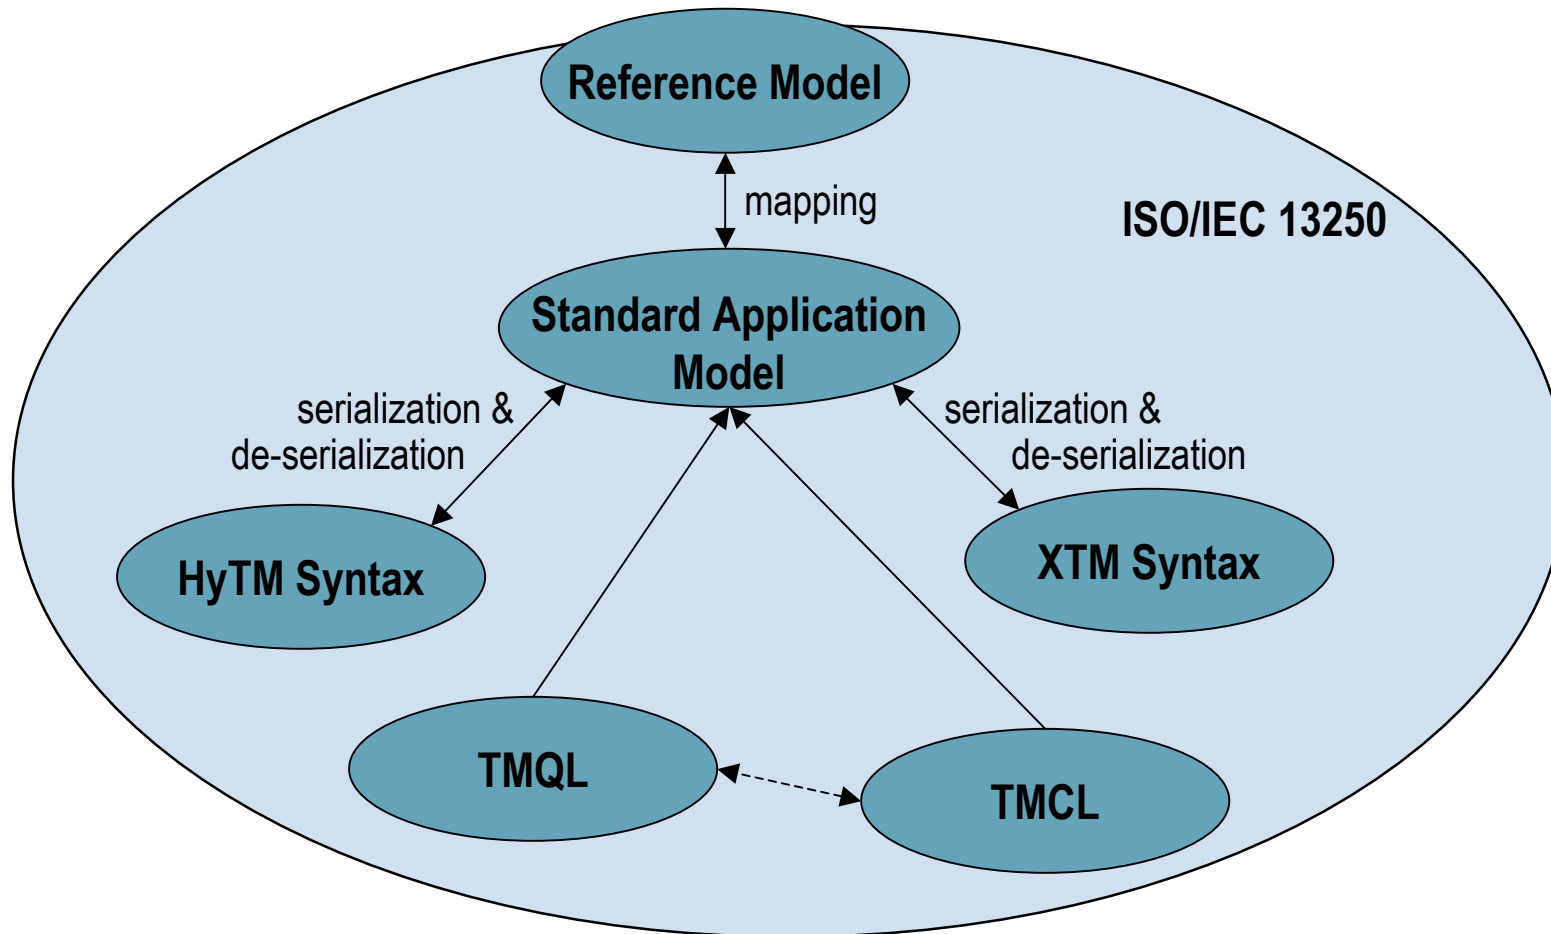 Reference Model
mapping
ISO/IEC 13250
Standard Application
Model
serialization &
de-serialization
serialization &
de-serialization
HyTM Syntax
XTM Syntax
TMQL
TMCL